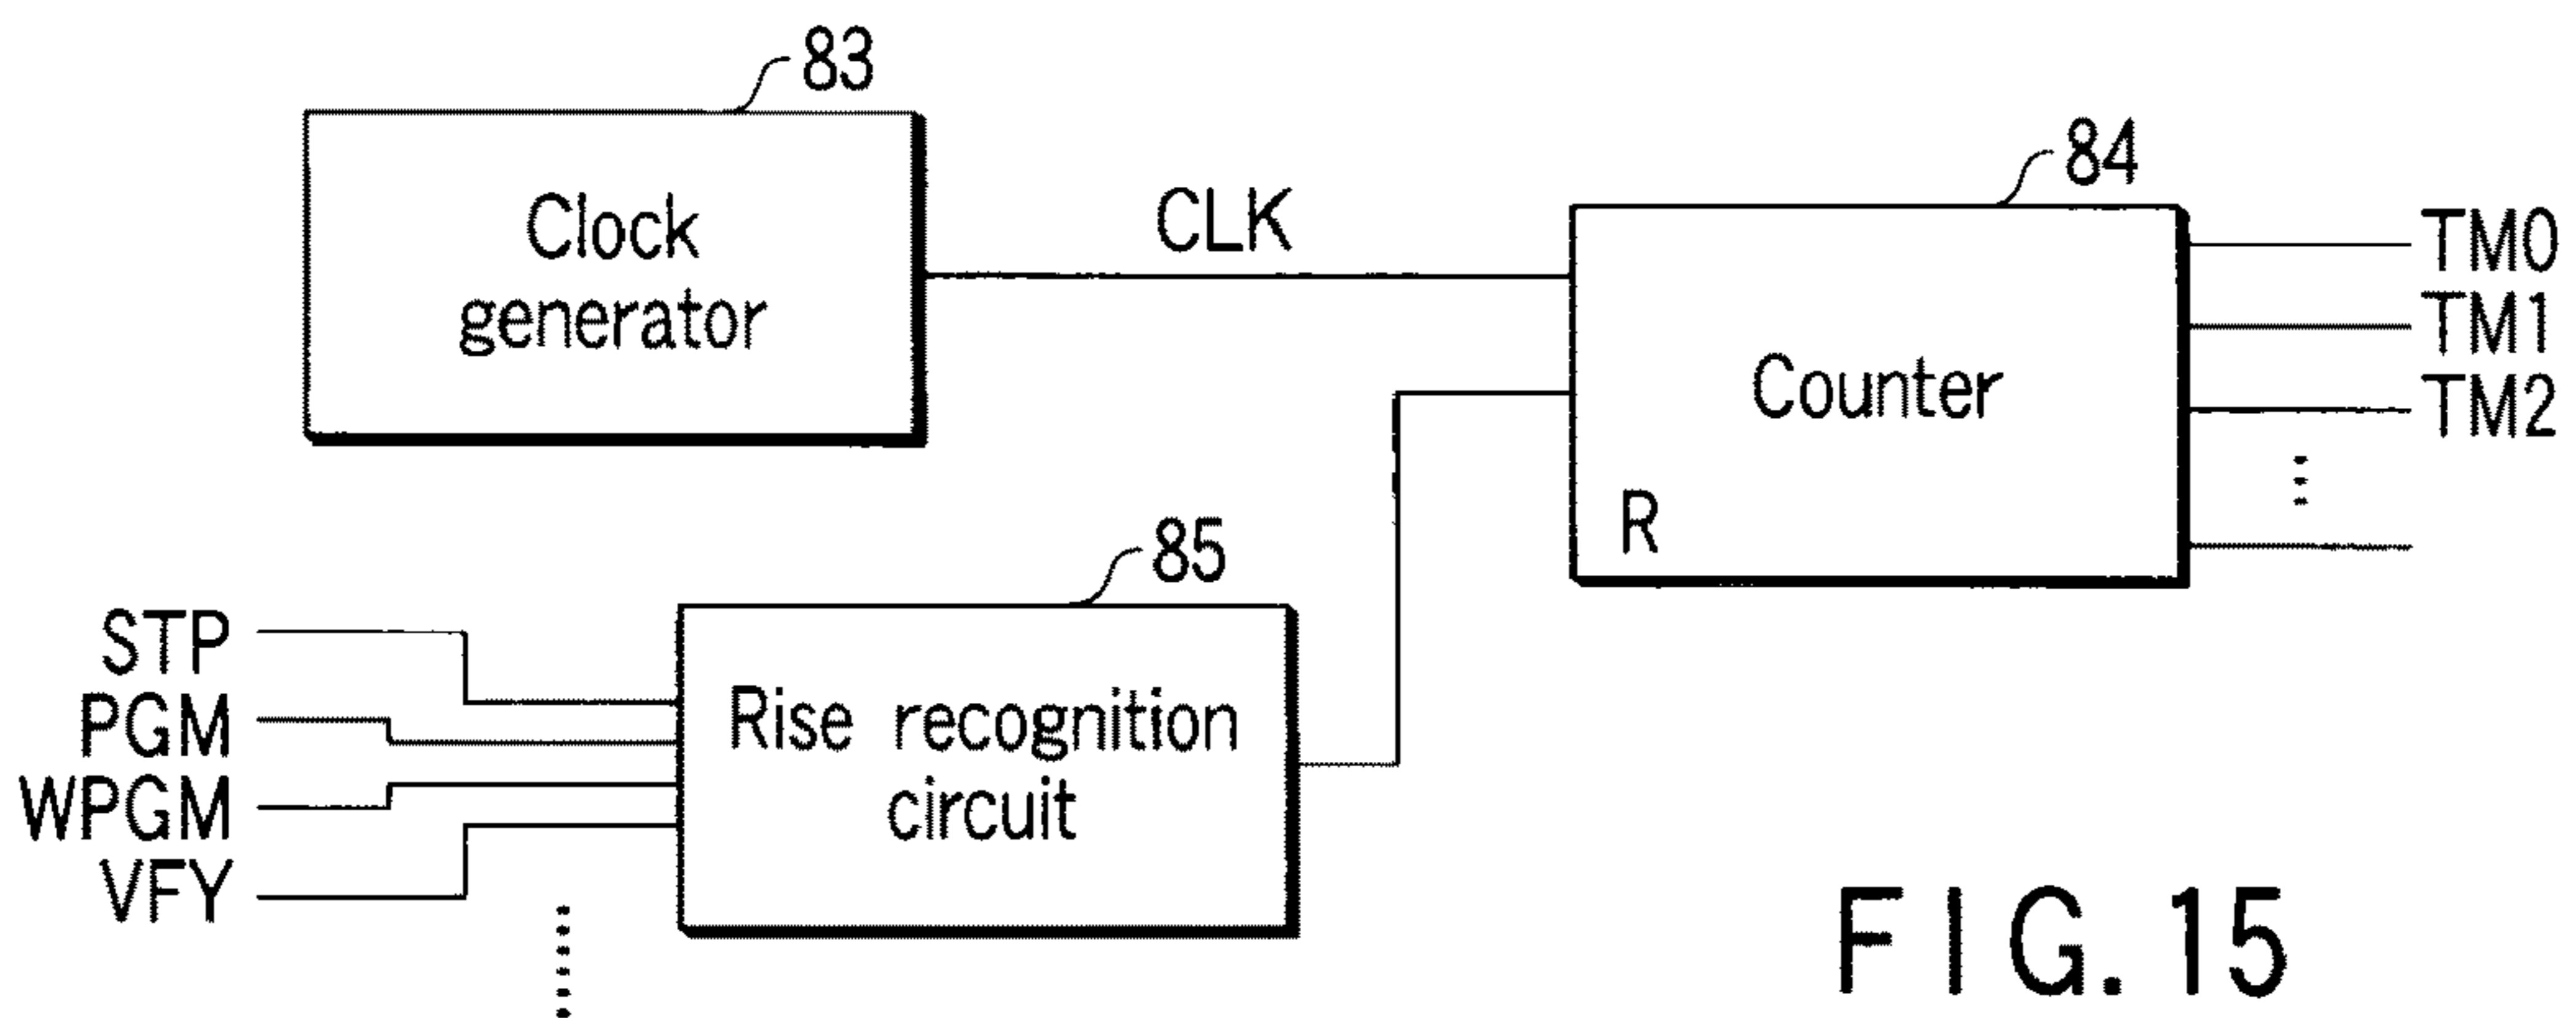 83
Clock
generator
CLK
84
Counter
R
TM0
TM1
TM2
85
Rise recognition
circuit
STP
PGM
WPGM
VFY
FIG.15